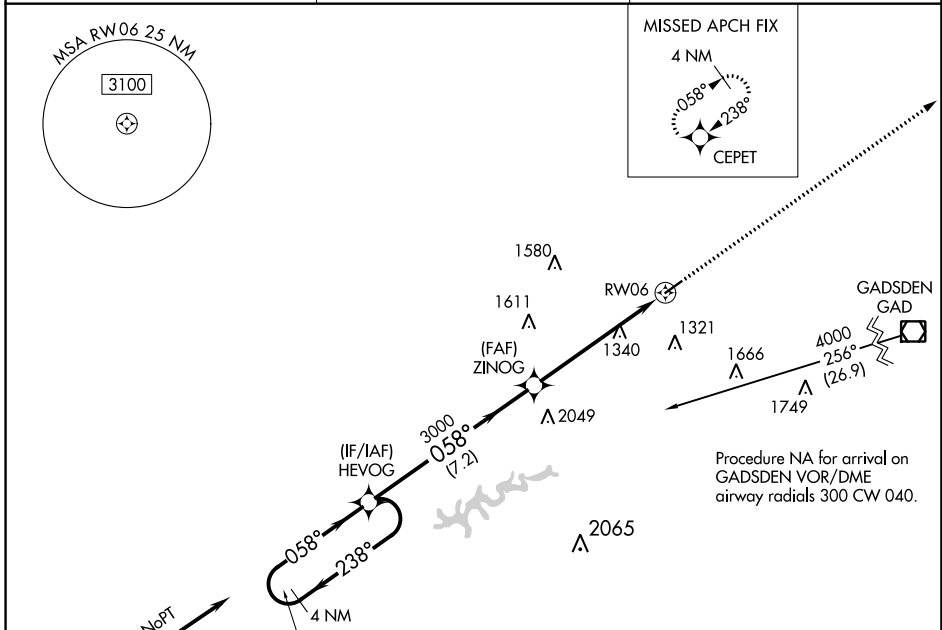 MSA RW06 25 NM
3100
MISSED APCH FIX
4 NM
058°
238°
CEPET
1580
RW06
1611
1340
1321
GADSDEN
GAD
4000
256°
(26.9)
1666
1749
(FAF)
ZINOG
2049
3000
058°
(7.2)
(IF/IAF)
HEVOG
Procedure NA for arrival on
GADSDEN VOR/DME
airway radials 300 CW 040.
2065
058°
238°
4 NM
NoPT